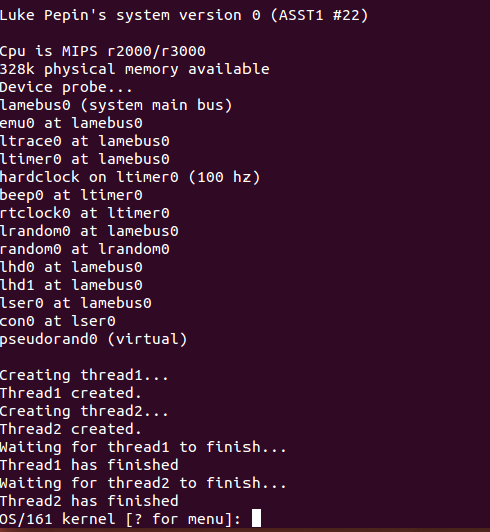 Luke Pepin's system version 0 (ASST1 #22)
Cpu is MIPS r2000/r3000
328k physical memory available
Device probe...
lamebus0 (system main bus)
emu0 at lamebus0
ltrace0 at lamebus0
ltimer0 at lamebus0
hardclock on ltimer0 (100 hz)
beep0 at ltimer0
rtclock0 at ltimer0
lrandom0 at lamebus0
random0 at lrandom0
lhd0 at lamebus0
lhd1 at lamebus0
lser0 at lamebus0
con0 at lser0
pseudorand0 (virtual)
Creating thread1...
Thread1 created.
Creating thread2...
Thread2 created.
Waiting for thread1 to finish...
Thread1 has finished
Waiting for thread2 to finish...
Thread2 has finished
OS/161 kernel [? for menu]: